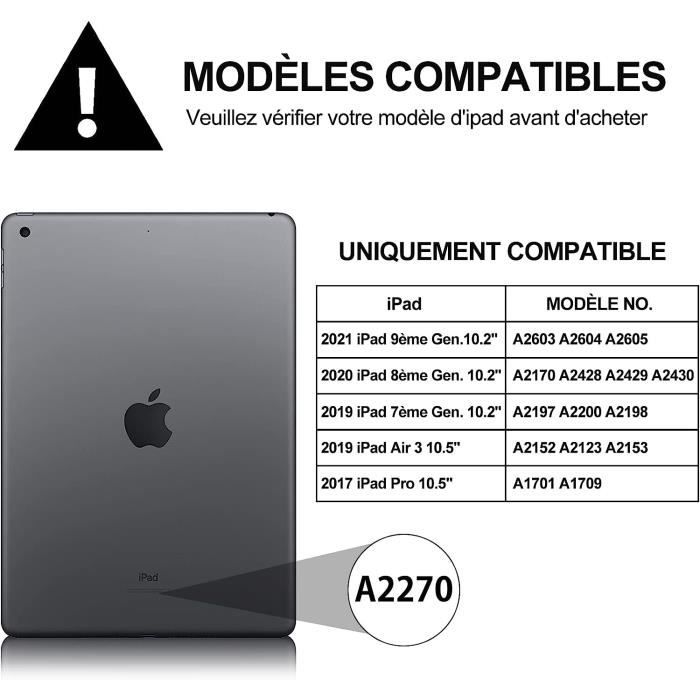 MODÈLES COMPATIBLES
Veuillez vérifier votre modèle d'ipad avant d'acheter
UNIQUEMENT COMPATIBLE
iPad MODÈLE NO.
2021 iPad 9ème Gen.10.2" A2603 A2604 A2605
2020 iPad 8ème Gen. 10.2" A2170 A2428 A2429 A2430
2019 iPad 7ème Gen. 10.2" A2197 A2200 A2198
2019 iPad Air 3 10.5" A2152 A2123 A2153
2017 iPad Pro 10.5" A1701 A1709
iPad
A2270